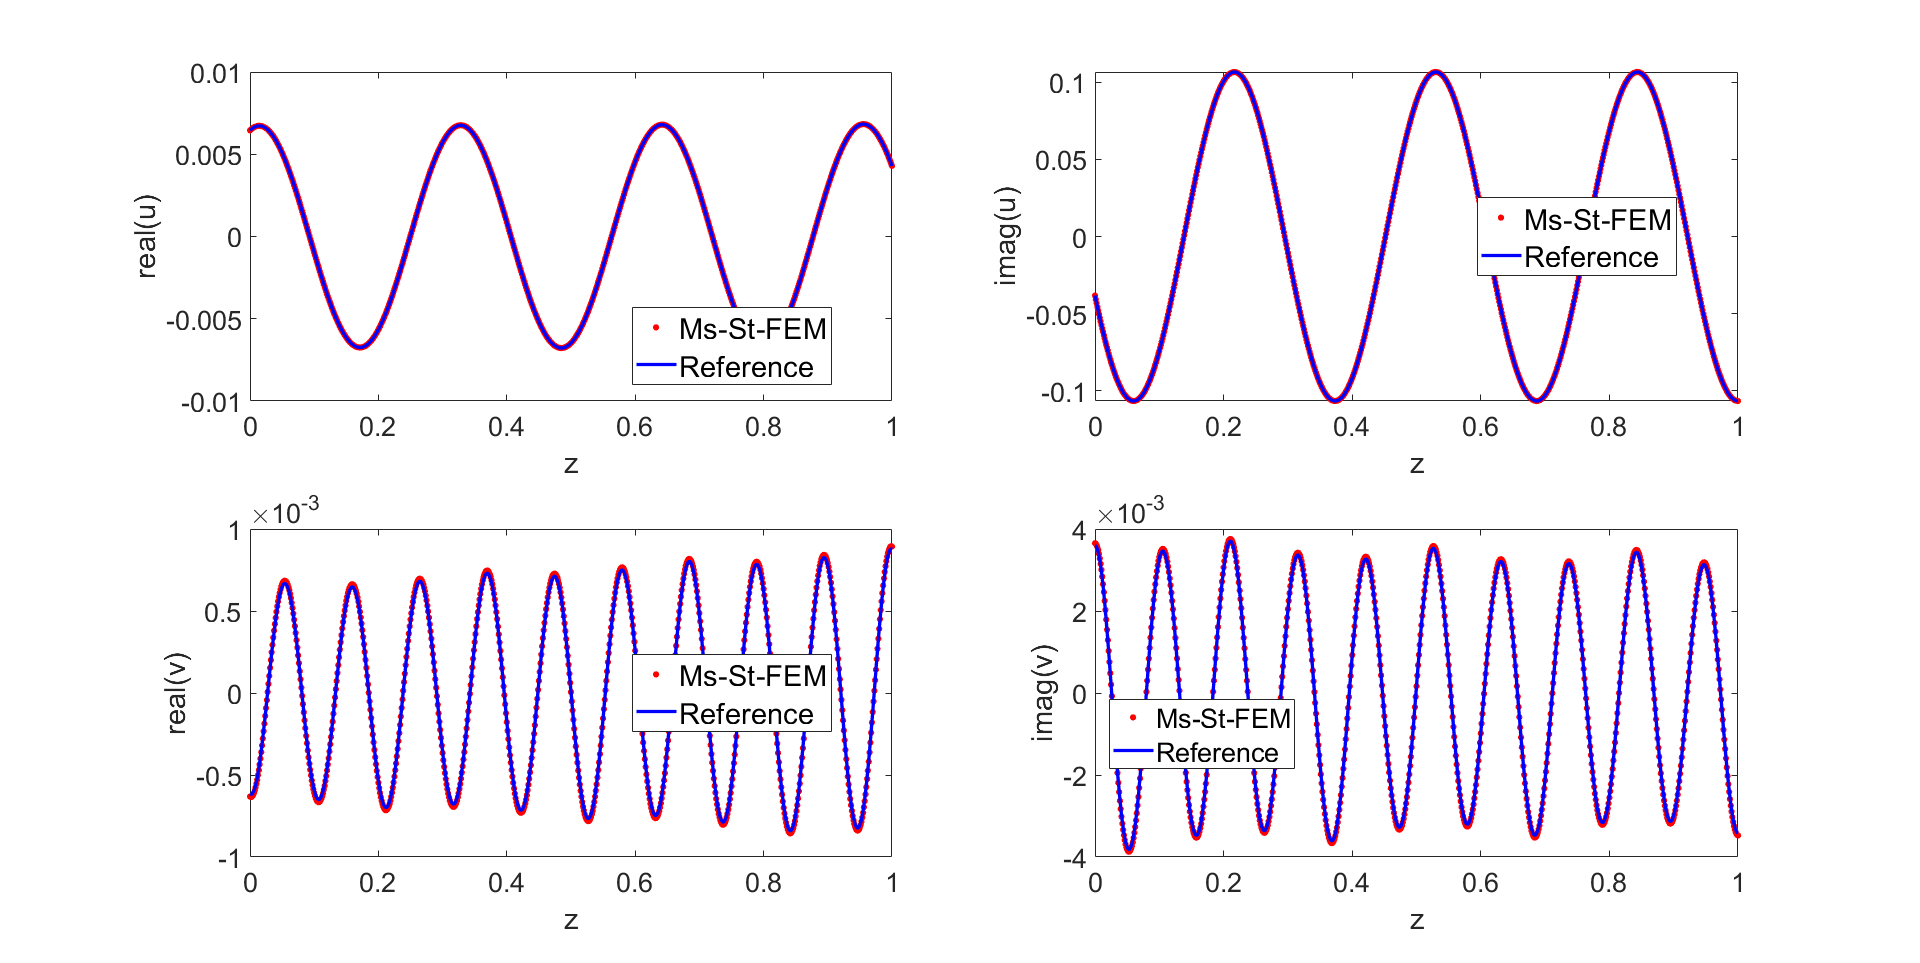 0.01
0.005
0
-0.005
-0.01
real(u)
0 0.2 0.4 0.6 0.8 1
z
Ms-St-FEM
Reference
0.1
0.05
0
-0.05
-0.1
imag(u)
0 0.2 0.4 0.6 0.8 1
z
Ms-St-FEM
Reference
×10-3
1
0.5
0
-0.5
-1
real(v)
0 0.2 0.4 0.6 0.8 1
z
Ms-St-FEM
Reference
×10-3
4
2
0
-2
-4
imag(v)
0 0.2 0.4 0.6 0.8 1
z
Ms-St-FEM
Reference